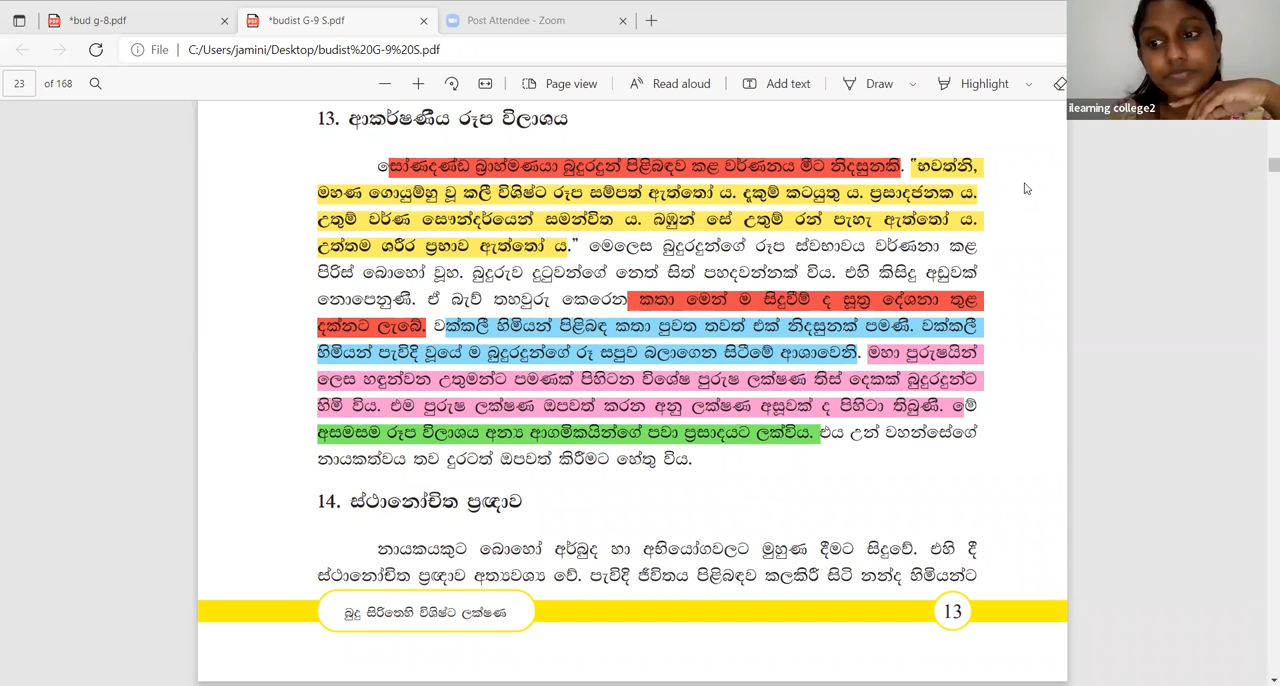 *bud g-8.pdf
*budist G-9 S.pdf
Post Attendee - Zoom
File
C:/Users/jamini/Desktop/budist%20G-9%20S.pdf
23 of 168
Page view
Read aloud
Add text
Draw
Highlight
ilearning college2
13. ආකර්ෂණීය රූප විලාශය
සෝණදණ්ඩ බ්‍රාහ්මණයා බුදුරදුන් පිළිබඳව කළ වර්ණනය මීට නිදසුනකි. "භවත්නි,
මහණ ගොයුම්හු වූ කලී විශිෂ්ට රූප සම්පත් ඇත්තෝ ය. දැකුම් කටයුතු ය. ප්‍රසාදජනක ය.
උතුම් වර්ණ සෞන්දර්යෙන් සමන්විත ය. බඹුන් සේ උතුම් රන් පැහැ ඇත්තෝ ය.
උත්තම ශරීර ප්‍රභාව ඇත්තෝ ය." මෙලෙස බුදුරදුන්ගේ රූප ස්වභාවය වර්ණනා කළ
පිරිස් බොහෝ වූහ. බුදුරුව දුටුවන්ගේ නෙත් සිත් පහදවන්නක් විය. එහි කිසිදු අඩුවක්
නොපෙනුණි. ඒ බැව් තහවුරු කෙරෙන කතා මෙන් ම සිදුවීම් ද සූත්‍ර දේශනා තුළ
දක්නට ලැබේ. වක්කලී හිමියන් පිළිබඳ කතා පුවත තවත් එක් නිදසුනක් පමණි. වක්කලී
හිමියන් පැවිදි වූයේ ම බුදුරදුන්ගේ රූ සපුව බලාගෙන සිටීමේ ආශාවෙනි. මහා පුරුෂයින්
ලෙස හඳුන්වන උතුමන්ට පමණක් පිහිටන විශේෂ පුරුෂ ලක්ෂණ තිස් දෙකක් බුදුරදුන්ට
හිමි විය. එම පුරුෂ ලක්ෂණ ඔපවත් කරන අනු ලක්ෂණ අසූවක් ද පිහිටා තිබුණි. මේ
අසමසම රූප විලාශය අන්‍ය ආගමිකයින්ගේ පවා ප්‍රසාදයට ලක්විය. එය උන් වහන්සේගේ
නායකත්වය තව දුරටත් ඔපවත් කිරීමට හේතු විය.
14. ස්ථානෝචිත ප්‍රඥාව
නායකයකුට බොහෝ අර්බුද හා අභියෝගවලට මුහුණ දීමට සිදුවේ. එහි දී
ස්ථානෝචිත ප්‍රඥාව අත්‍යවශ්‍ය වේ. පැවිදි ජීවිතය පිළිබඳව කලකිරී සිටි නන්ද හිමියන්ට
බුදු සිරිතෙහි විශිෂ්ට ලක්ෂණ
13